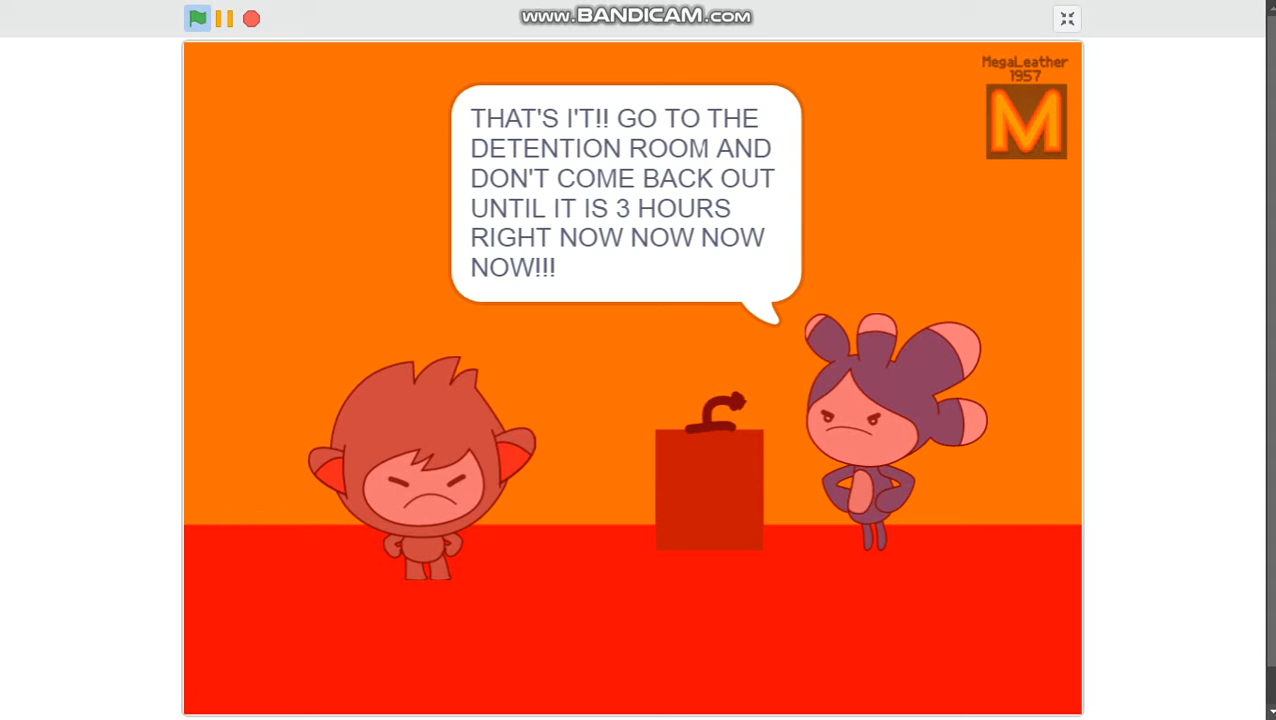 www.BANDICAM.com
MegaLeather
1957
M
THAT'S I'T!! GO TO THE
DETENTION ROOM AND
DON'T COME BACK OUT
UNTIL IT IS 3 HOURS
RIGHT NOW NOW NOW
NOW!!!